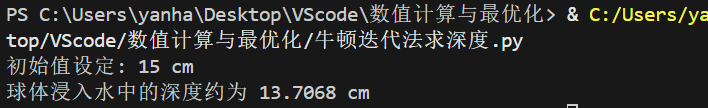 PS C:\Users\yanha\Desktop\VScode\数值计算与最优化> & C:/Users/ya
top/VScode/数值计算与最优化/牛顿迭代法求深度.py
初始值设定: 15 cm
球体浸入水中的深度约为 13.7068 cm